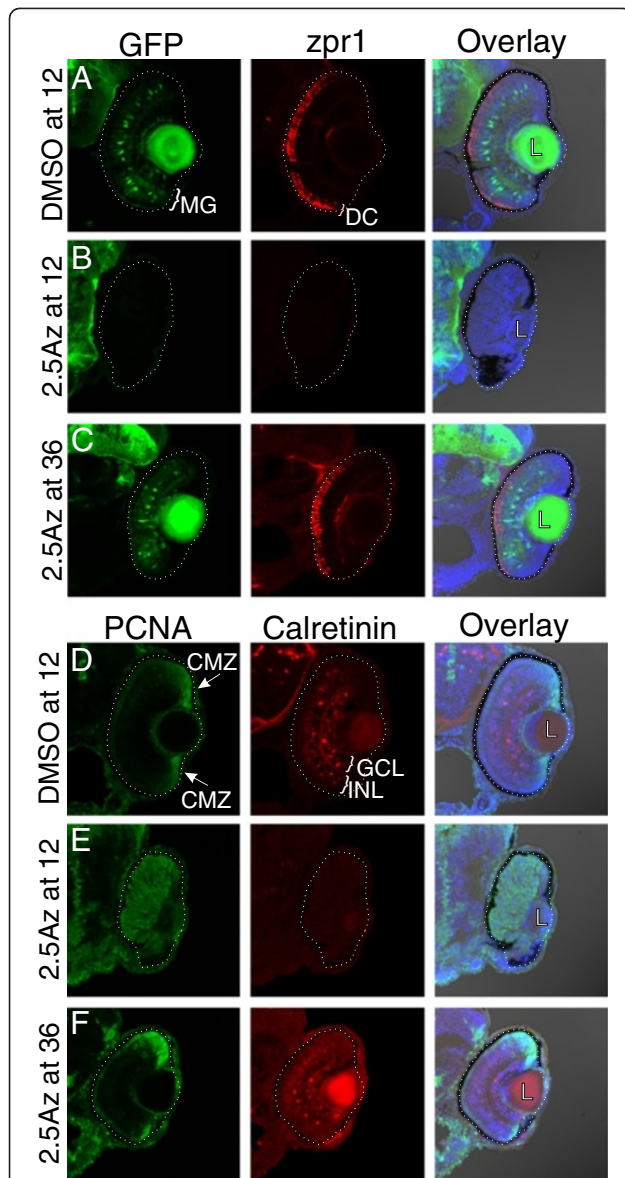 GFP zpr1 Overlay
DMSO at 12
A
MG
DC
L
2.5Az at 12
B
L
2.5Az at 36
C
L
PCNA Calretinin Overlay
DMSO at 12
D
CMZ
CMZ
GCL
INL
L
2.5Az at 12
E
L
2.5Az at 36
F
L